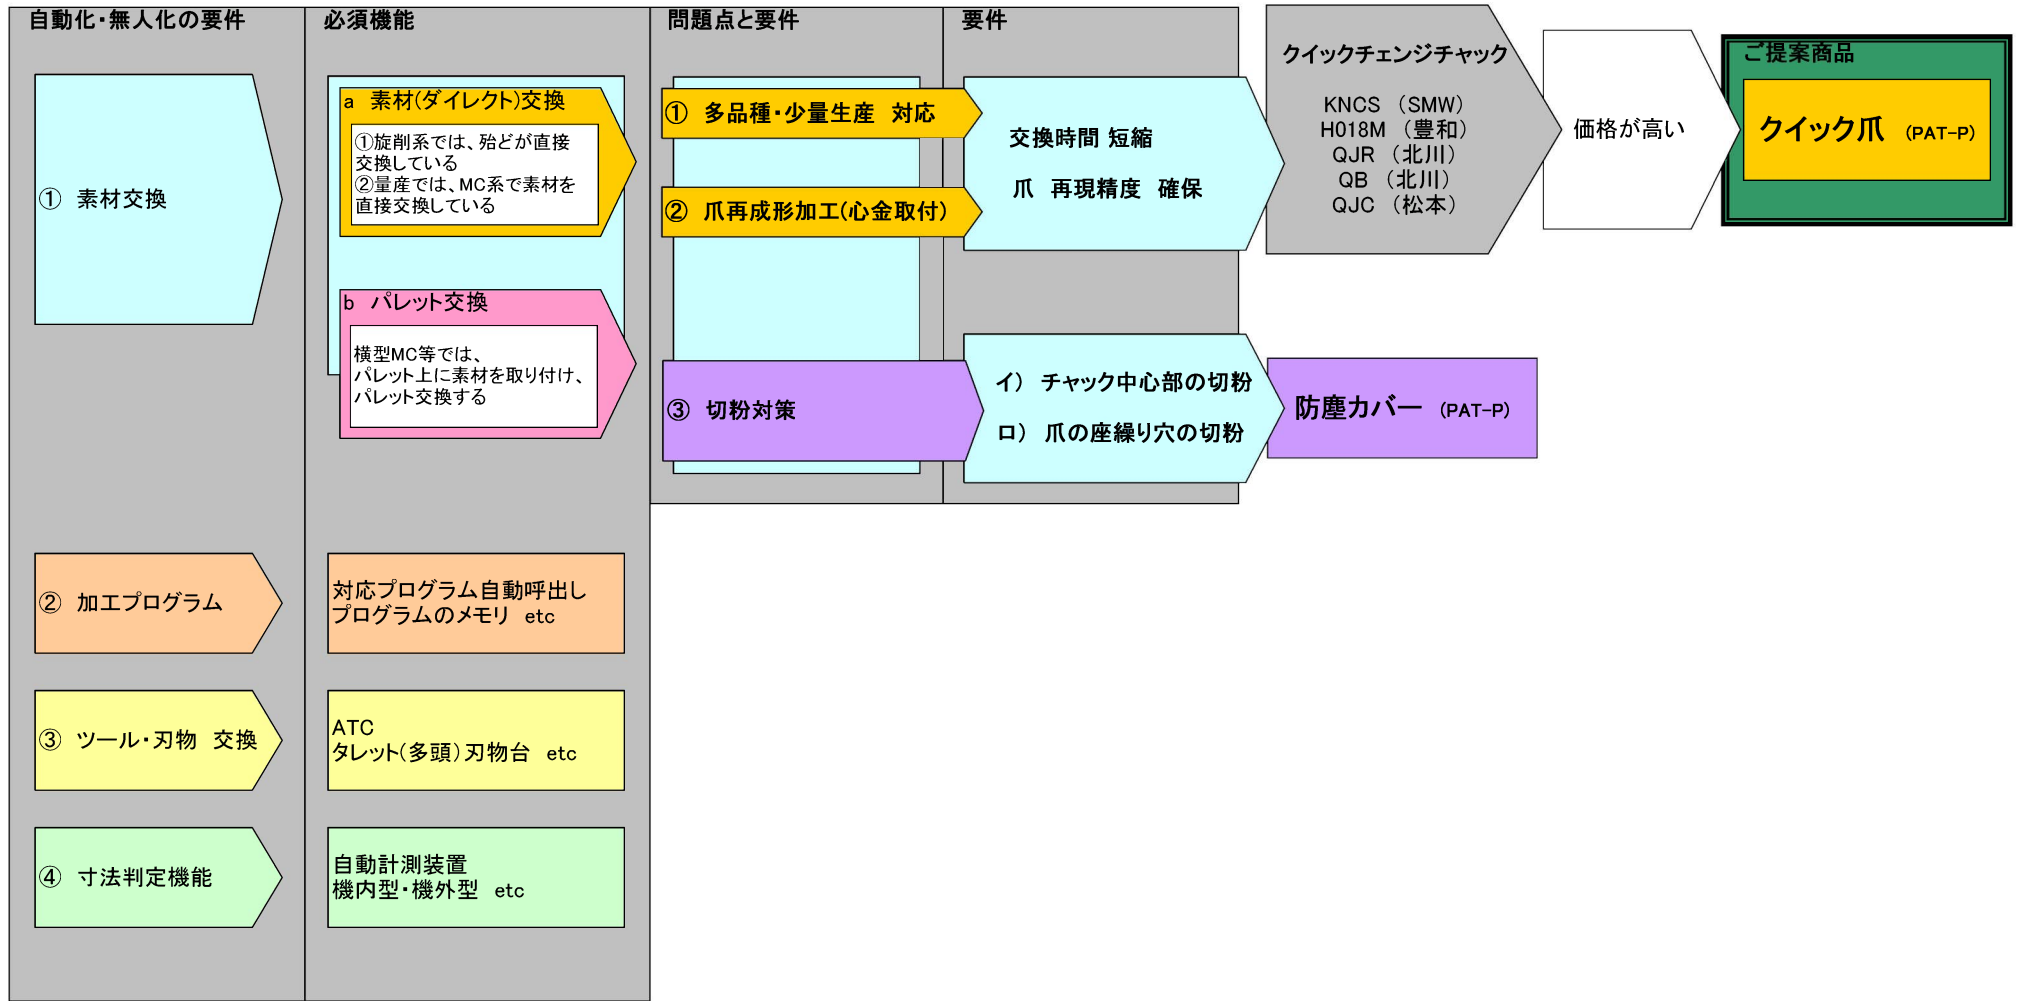 自動化・無人化の要件
① 素材交換
② 加工プログラム
③ ツール・刃物 交換
④ 寸法判定機能
必須機能
a 素材(ダイレクト)交換
①旋削系では、殆どが直接
交換している
②量産では、MC系で素材を
直接交換している
b パレット交換
横型MC等では、
パレット上に素材を取り付け、
パレット交換する
対応プログラム自動呼出し
プログラムのメモリ etc
ATC
タレット(多頭)刃物台 etc
自動計測装置
機内型・機外型 etc
問題点と要件
① 多品種・少量生産 対応
② 爪再成形加工(心金取付)
③ 切粉対策
要件
交換時間 短縮
爪 再現精度 確保
イ) チャック中心部の切粉
ロ) 爪の座繰り穴の切粉
クイックチェンジチャック
KNCS (SMW)
H018M (豊和)
QJR (北川)
QB (北川)
QJC (松本)
価格が高い
ご提案商品
クイック爪 (PAT-P)
防塵カバー (PAT-P)